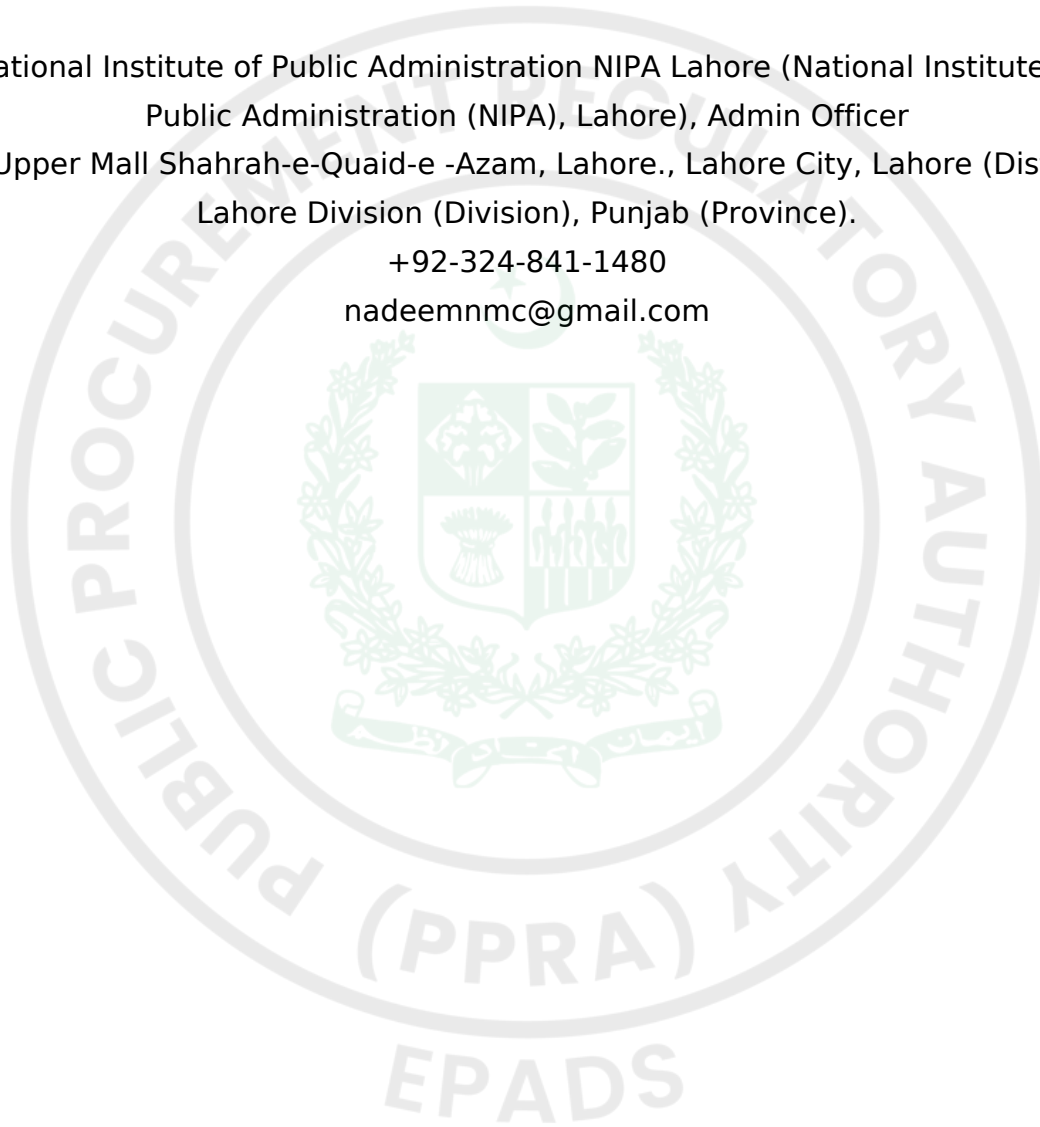 ational Institute of Public Administration NIPA Lahore (National Institute
Public Administration (NIPA), Lahore), Admin Officer
Upper Mall Shahrah-e-Quaid-e -Azam, Lahore., Lahore City, Lahore (Dis
Lahore Division (Division), Punjab (Province).
+92-324-841-1480
nadeemnmc@gmail.com
PUBLIC PROCUREMENT REGULATORY AUTHORITY
(PPRA)
EPADS